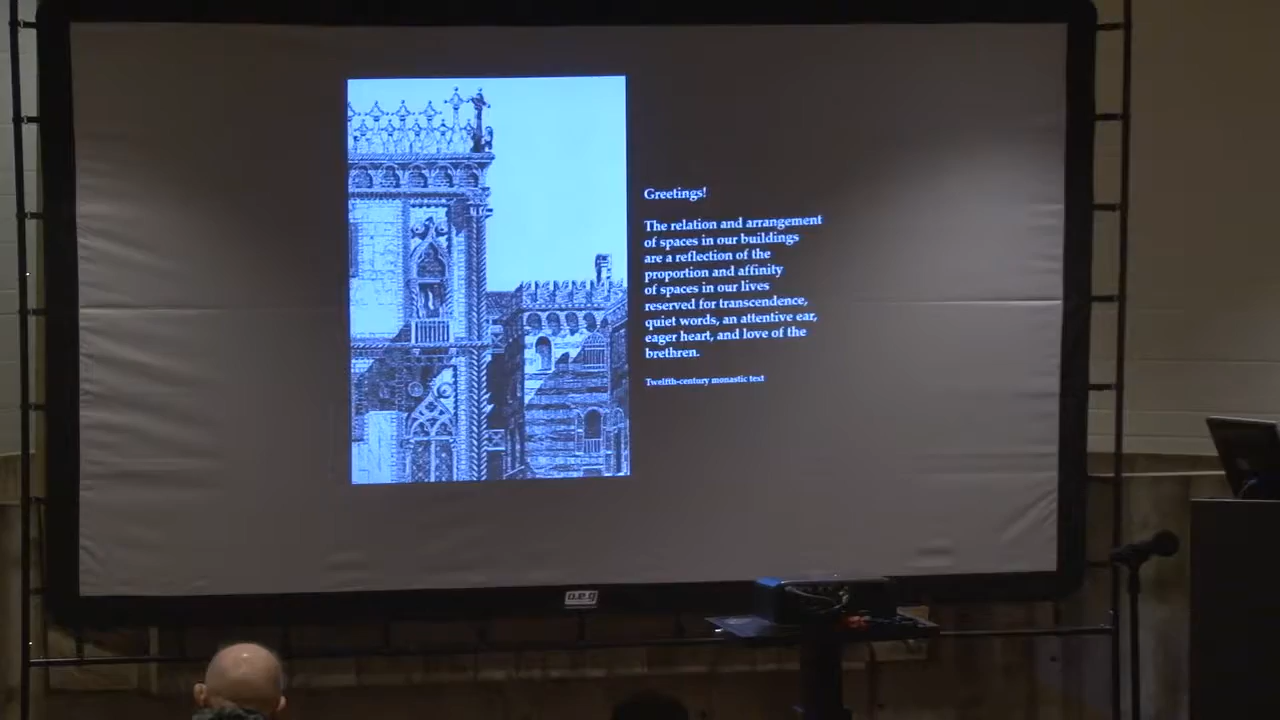 Greetings!
The relation and arrangement
of spaces in our buildings
are a reflection of the
proportion and affinity
of spaces in our lives
reserved for transcendence,
quiet words, an attentive ear,
eager heart, and love of the
brethren.
Twelfth-century monastic text